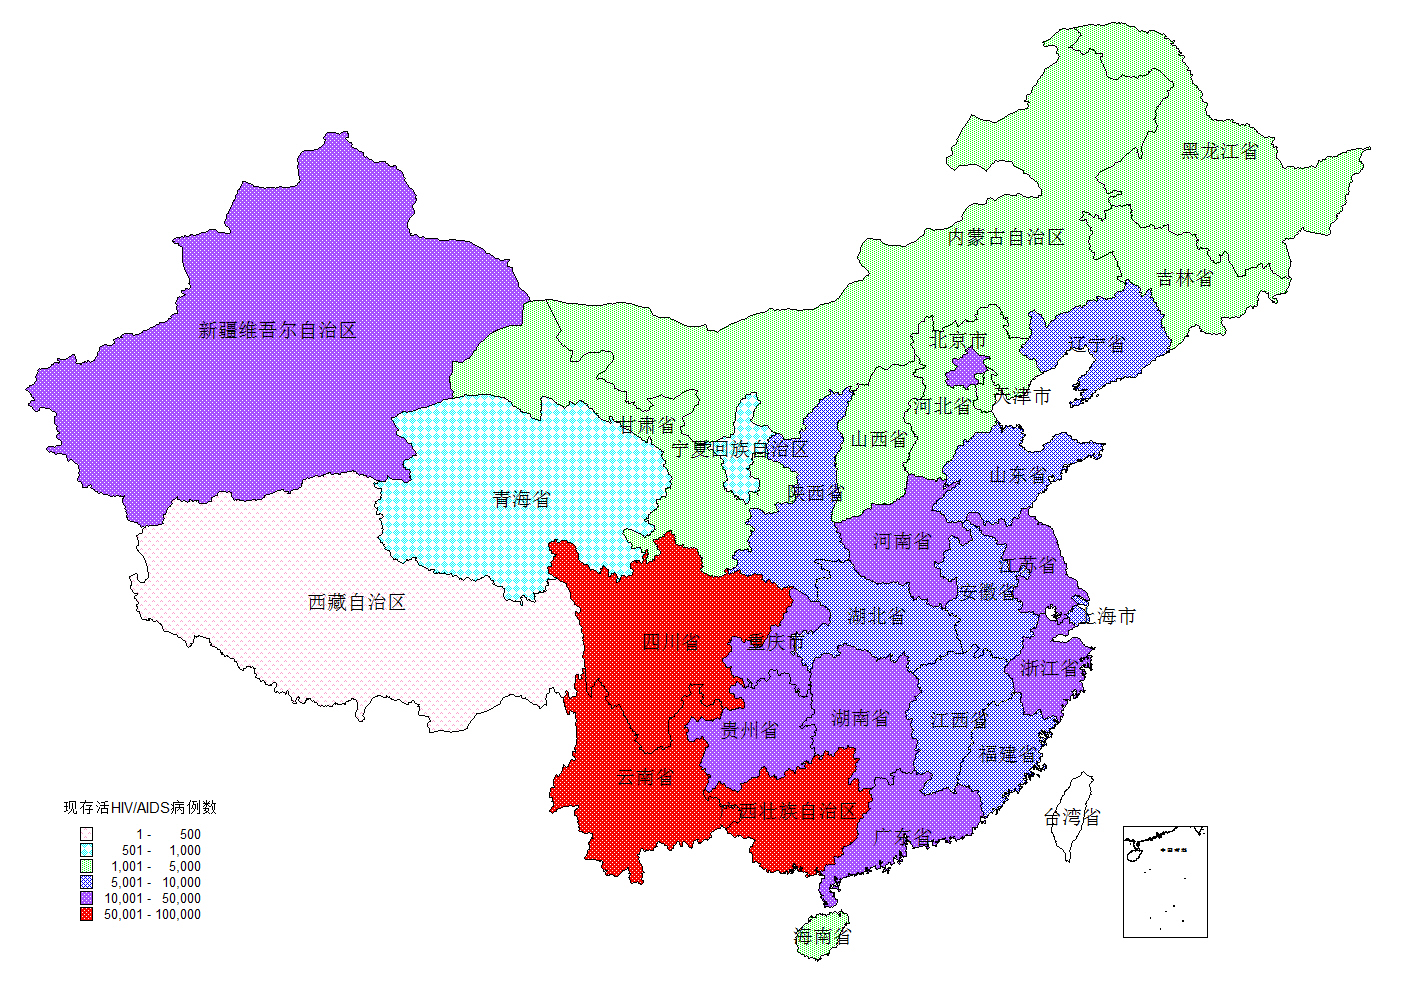 黑龙江省
内蒙古自治区
吉林省
新疆维吾尔自治区
北京市
辽宁省
天津市
河北省
甘肃省
山西省
宁夏回族自治区
山东省
陕西省
青海省
河南省
江苏省
安徽省
西藏自治区
湖北省
上海市
四川省
重庆市
浙江省
湖南省
江西省
贵州省
福建省
云南省
广西壮族自治区
台湾省
广东省
海南省
现存活HIV/AIDS病例数
1 - 500
501 - 1,000
1,001 - 5,000
5,001 - 10,000
10,001 - 50,000
50,001 - 100,000